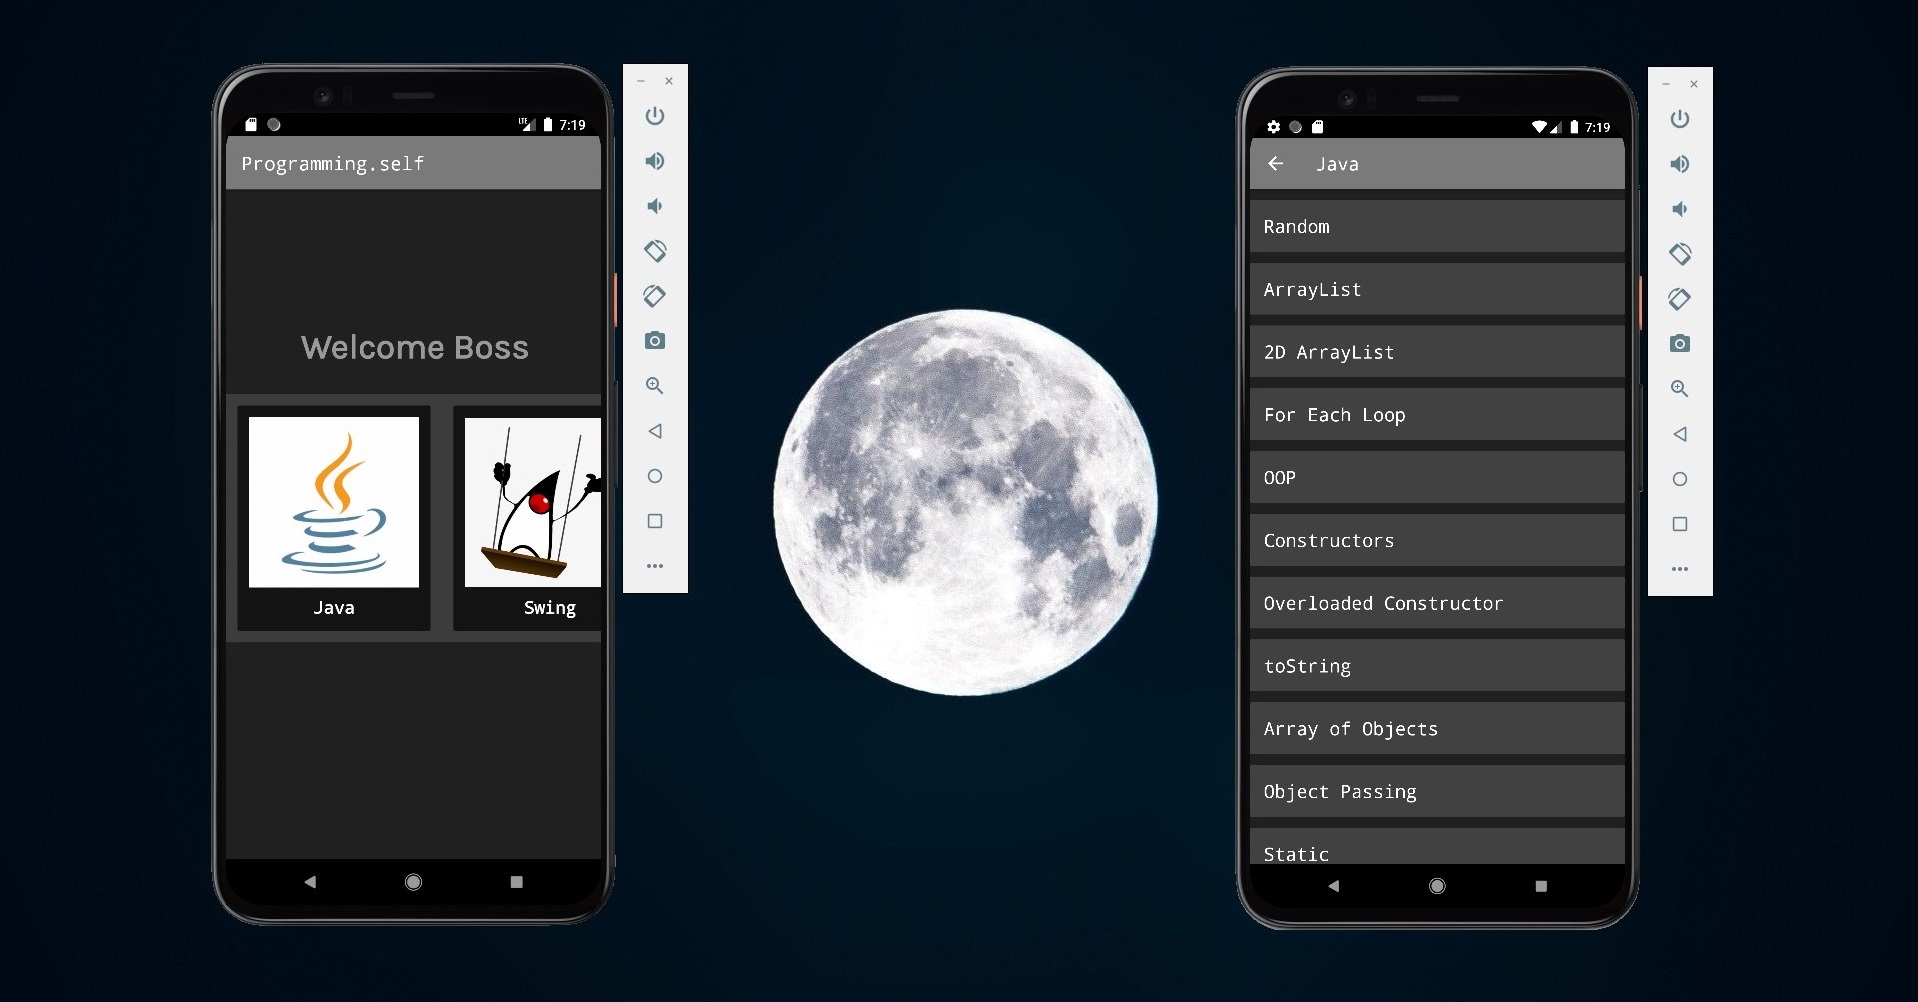 LTE 7:19
Programming.self
Welcome Boss
Java
Swing
7:19
Java
Random
ArrayList
2D ArrayList
For Each Loop
OOP
Constructors
Overloaded Constructor
toString
Array of Objects
Object Passing
Static